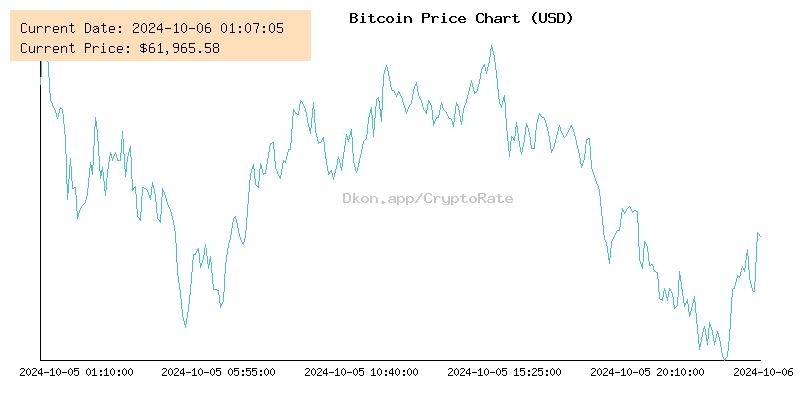 Bitcoin Price Chart (USD)
Current Date: 2024-10-06 01:07:05
Current Price: $61,965.58
Dkon.app/CryptoRate
2024-10-05 01:10:00 2024-10-05 05:55:00 2024-10-05 10:40:00 2024-10-05 15:25:00 2024-10-05 20:10:00 2024-10-06